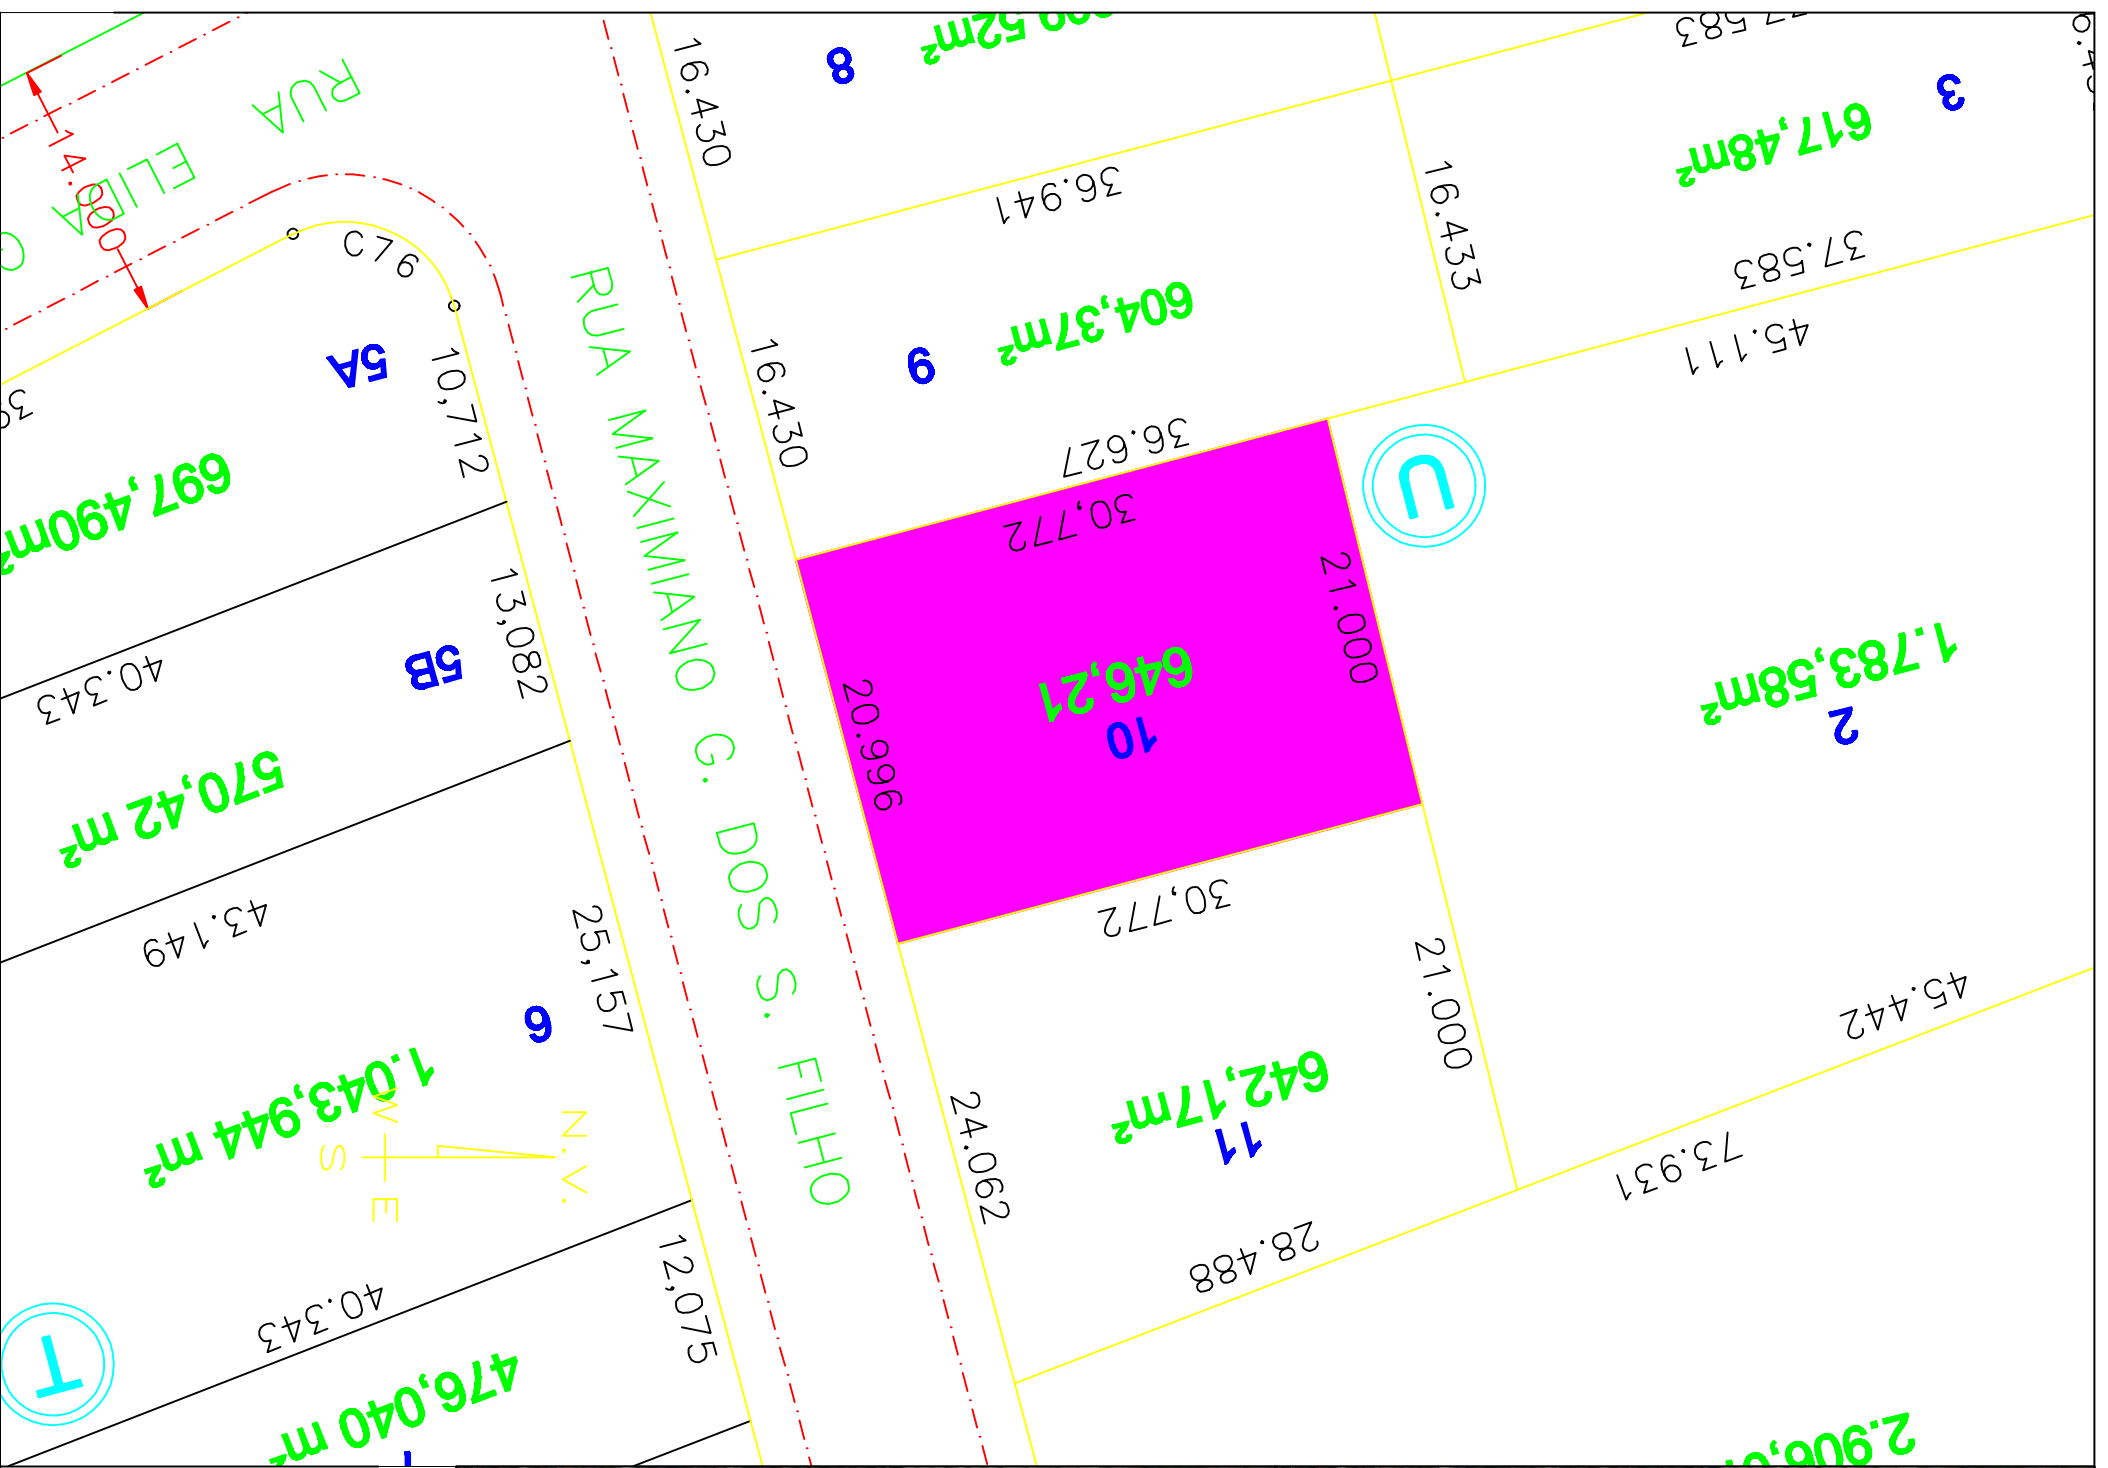 RUA ELIDA
14.000
C76
5A
10,712
697,490m²
13,082
5B
40.343
570,42 m²
43.149
25,157
6
1.043,944 m²
N.V.
W
S
E
12,075
40.343
T
476,040 m²
RUA MAXIMIANO G. DOS S. FILHO
16.430
8
36.941
16.430
9
604,37m²
36.627
16.433
37.583
3
617,48m²
37.583
45.111
U
30,772
21.000
20.996
646,21
10
30,772
21.000
24.062
642,17m²
11
28.488
1.783,58m²
2
45.442
73.931